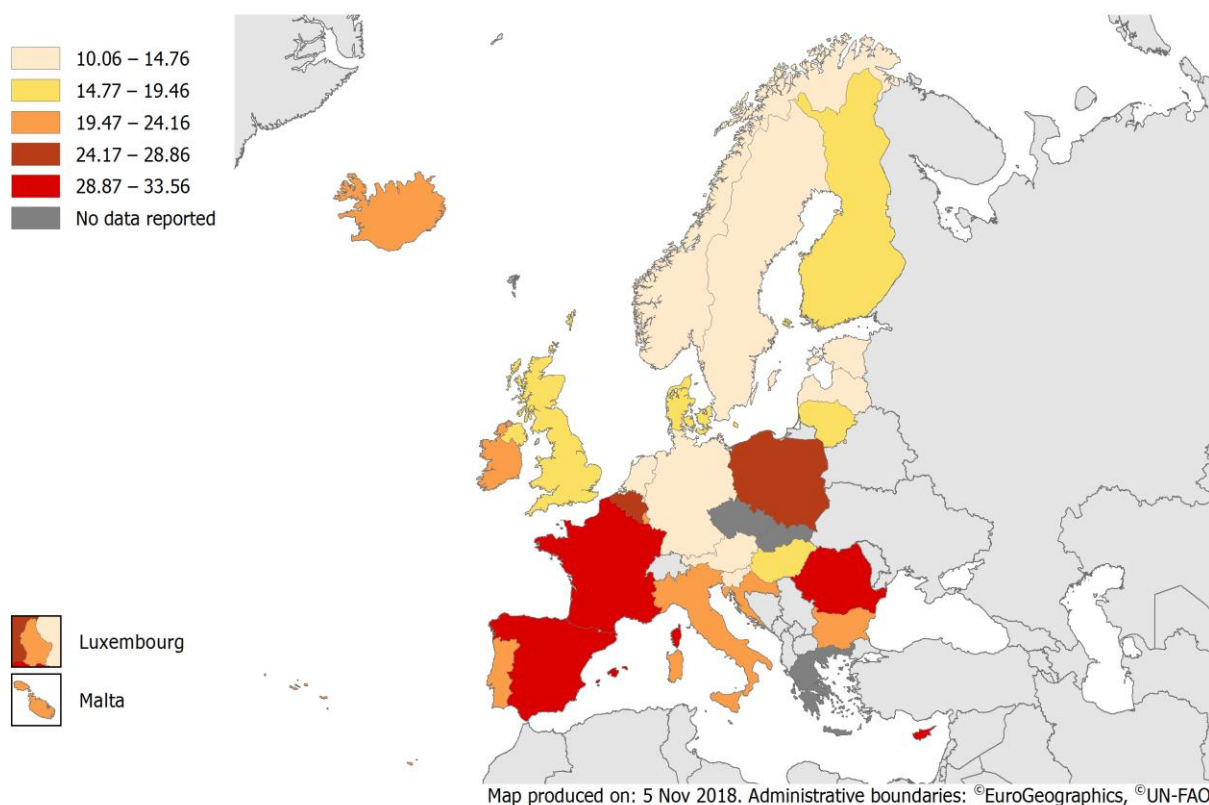 10.06 – 14.76
14.77 – 19.46
19.47 – 24.16
24.17 – 28.86
28.87 – 33.56
No data reported
Luxembourg
Malta
Map produced on: 5 Nov 2018. Administrative boundaries: ©EuroGeographics, ©UN-FAO